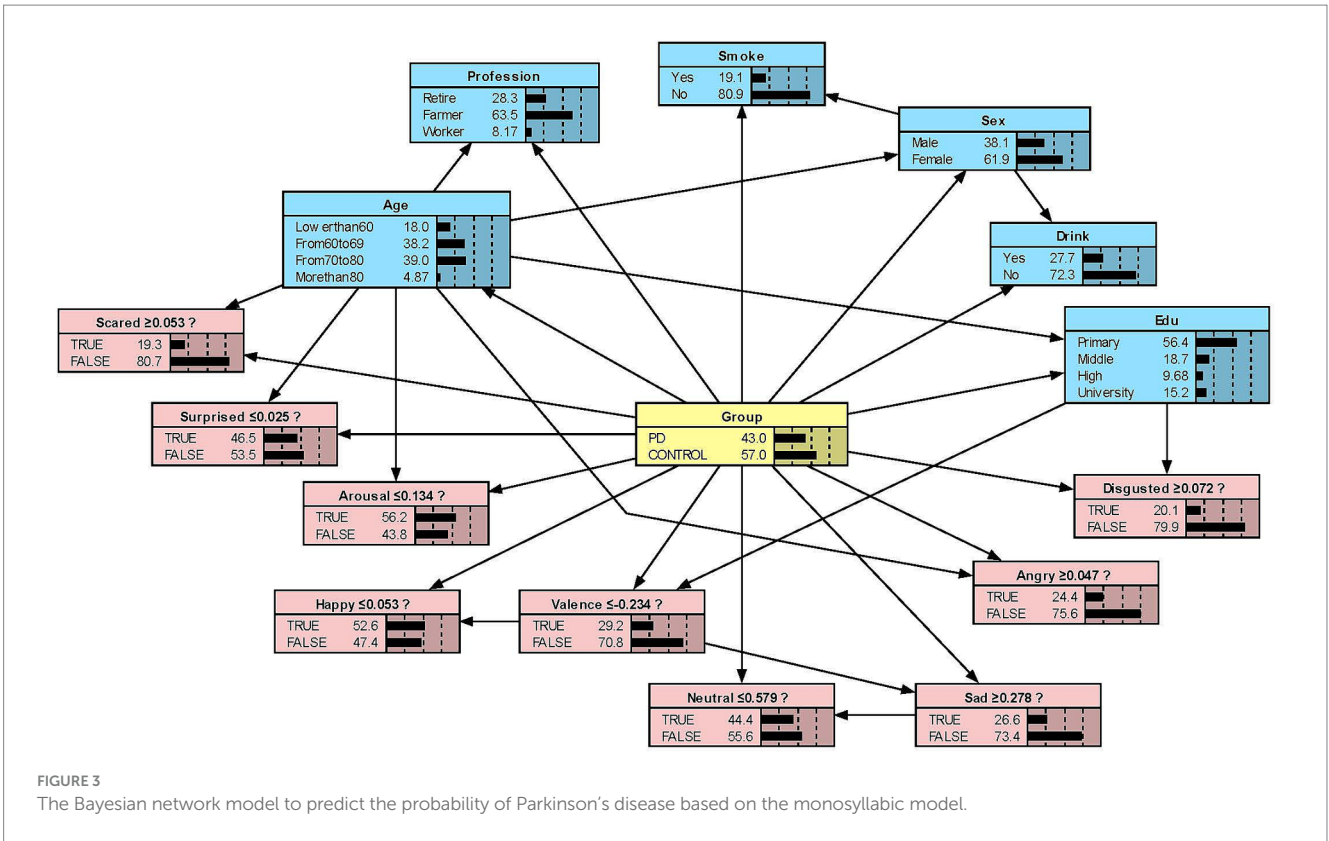 Smoke
Yes 19.1
No 80.9
Profession
Retire 28.3
Farmer 63.5
Worker 8.17
Sex
Male 38.1
Female 61.9
Age
Low erthan60 18.0
From60to69 38.2
From70to80 39.0
Morethan80 4.87
Drink
Yes 27.7
No 72.3
Scared ≥0.053 ?
TRUE 19.3
FALSE 80.7
Edu
Primary 56.4
Middle 18.7
High 9.68
University 15.2
Surprised ≤0.025 ?
TRUE 46.5
FALSE 53.5
Group
PD 43.0
CONTROL 57.0
Arousal ≤0.134 ?
TRUE 56.2
FALSE 43.8
Disgusted ≥0.072 ?
TRUE 20.1
FALSE 79.9
Angry ≥0.047 ?
TRUE 24.4
FALSE 75.6
Happy ≤0.053 ?
TRUE 52.6
FALSE 47.4
Valence ≤-0.234 ?
TRUE 29.2
FALSE 70.8
Neutral ≤0.579 ?
TRUE 44.4
FALSE 55.6
Sad ≥0.278 ?
TRUE 26.6
FALSE 73.4
FIGURE 3
The Bayesian network model to predict the probability of Parkinson's disease based on the monosyllabic model.